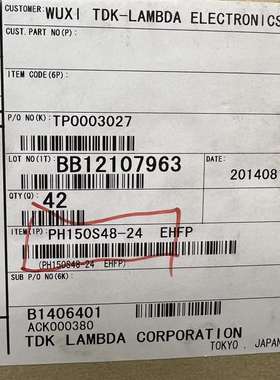 CUSTOMER: WUXI TDK-LAMBDA ELECTRONICS
CUST. PART NO(P):
ITEM CODE(6P)
P/O NO(K): TP0003027
LOT NO(1T): BB12107963
DATE: 201408
QTY(Q): 42
ITEM(1P) PH150S48-24 EHFP
(PH150S48-24 EHFP)
SUB P/O NO(6K)
B1406401
ACK000380
TDK LAMBDA CORPORATION
TOKYO, JAPAN